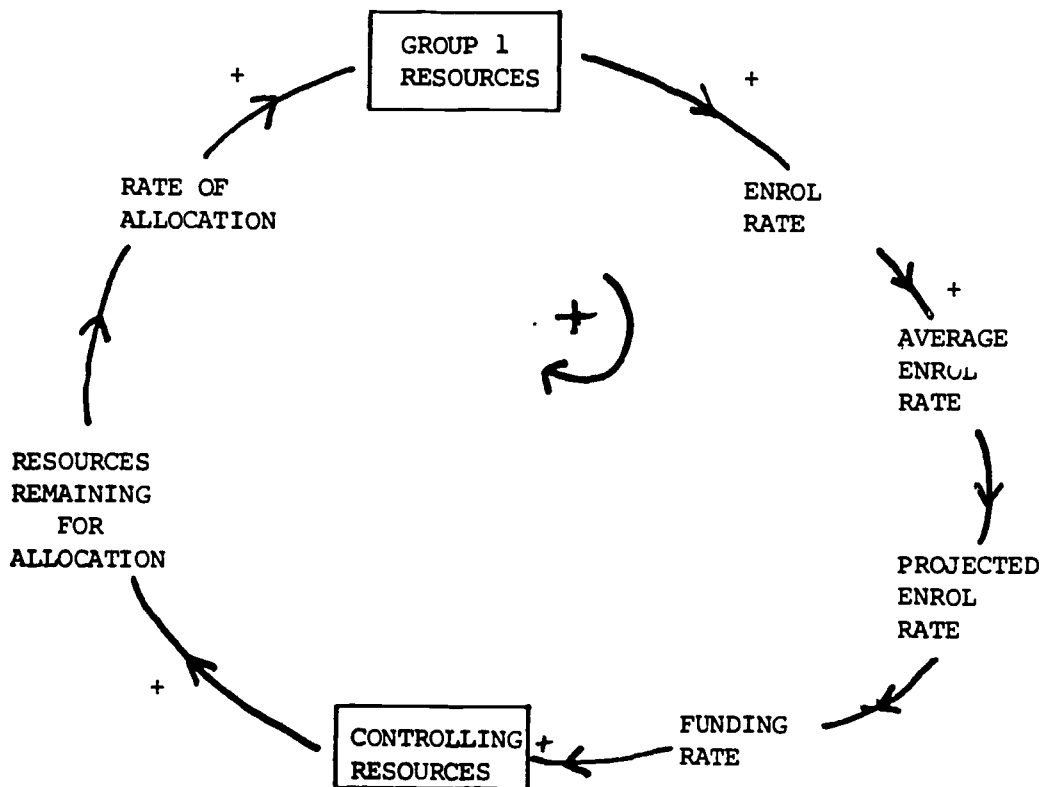 GROUP 1
RESOURCES
+
+
RATE OF
ALLOCATION
ENROL
RATE
+
+
AVERAGE
ENROL
RATE
RESOURCES
REMAINING
FOR
ALLOCATION
PROJECTED
ENROL
RATE
+
CONTROLLING
RESOURCES
+
FUNDING
RATE